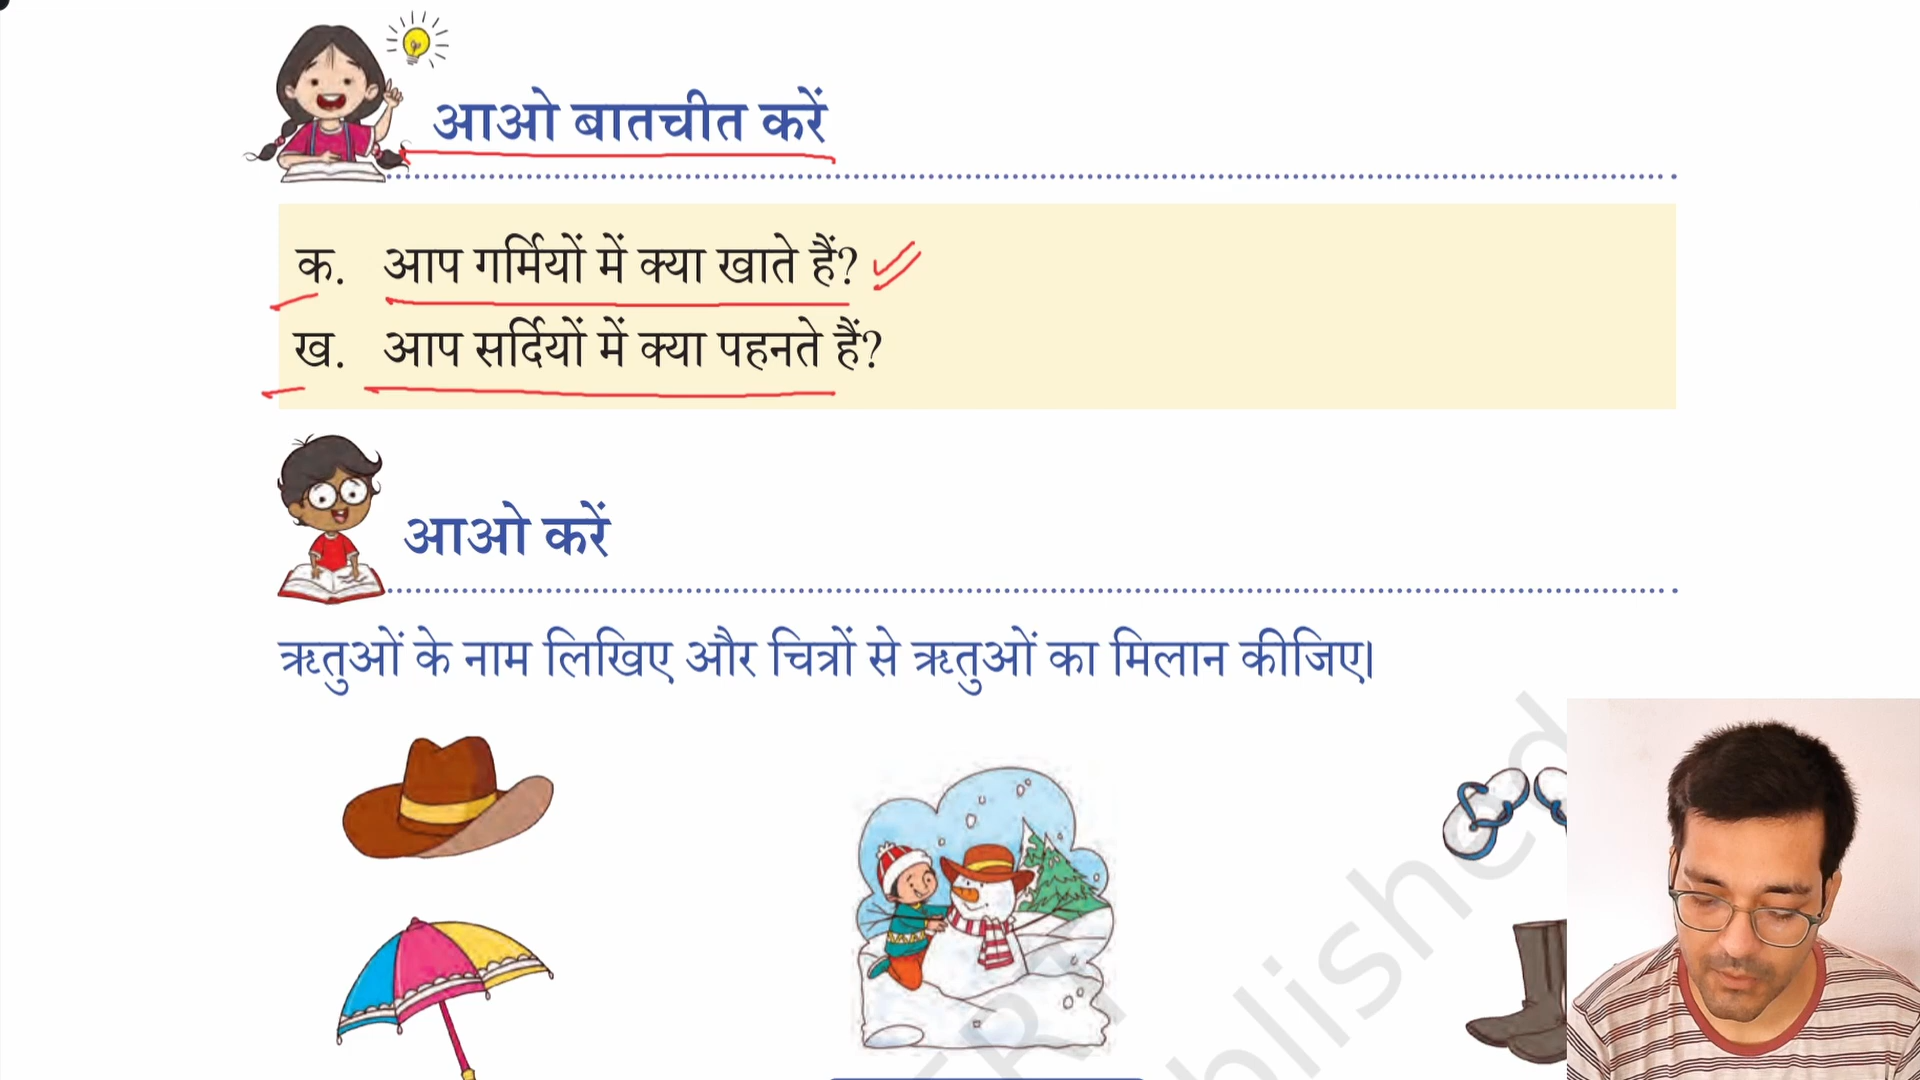 आओ बातचीत करें
क. आप गर्मियों में क्या खाते हैं?
ख. आप सर्दियों में क्या पहनते हैं?
आओ करें
ऋतुओं के नाम लिखिए और चित्रों से ऋतुओं का मिलान कीजिए।